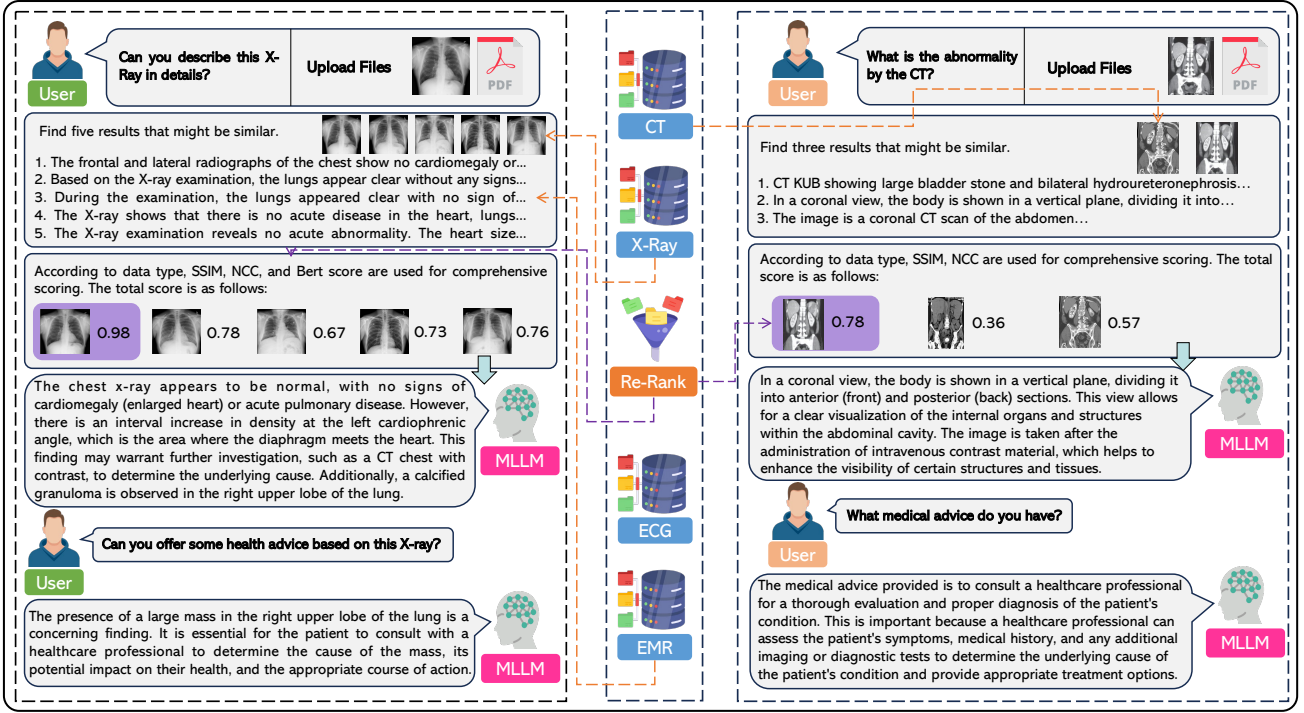 Can you describe this X-
Ray in details?
Upload Files
PDF
User
Find five results that might be similar.
1. The frontal and lateral radiographs of the chest show no cardiomegaly or...
2. Based on the X-ray examination, the lungs appear clear without any signs...
3. During the examination, the lungs appeared clear with no sign of...
4. The X-ray shows that there is no acute disease in the heart, lungs...
5. The X-ray examination reveals no acute abnormality. The heart size...
According to data type, SSIM, NCC, and Bert score are used for comprehensive
scoring. The total score is as follows:
0.98
0.78
0.67
0.73
0.76
The chest x-ray appears to be normal, with no signs of
cardiomegaly (enlarged heart) or acute pulmonary disease. However,
there is an interval increase in density at the left cardiophrenic
angle, which is the area where the diaphragm meets the heart. This
finding may warrant further investigation, such as a CT chest with
contrast, to determine the underlying cause. Additionally, a calcified
granuloma is observed in the right upper lobe of the lung.
MLLM
Can you offer some health advice based on this X-ray?
User
The presence of a large mass in the right upper lobe of the lung is a
concerning finding. It is essential for the patient to consult with a
healthcare professional to determine the cause of the mass, its
potential impact on their health, and the appropriate course of action.
MLLM
CT
X-Ray
Re-Rank
ECG
EMR
What is the abnormality
by the CT?
Upload Files
PDF
User
Find three results that might be similar.
1. CT KUB showing large bladder stone and bilateral hydroureteronephrosis...
2. In a coronal view, the body is shown in a vertical plane, dividing it into...
3. The image is a coronal CT scan of the abdomen...
According to data type, SSIM, NCC are used for comprehensive scoring. The total
score is as follows:
0.78
0.36
0.57
In a coronal view, the body is shown in a vertical plane, dividing it
into anterior (front) and posterior (back) sections. This view allows
for a clear visualization of the internal organs and structures
within the abdominal cavity. The image is taken after the
administration of intravenous contrast material, which helps to
enhance the visibility of certain structures and tissues.
MLLM
What medical advice do you have?
User
The medical advice provided is to consult a healthcare professional
for a thorough evaluation and proper diagnosis of the patient's
condition. This is important because a healthcare professional can
assess the patient's symptoms, medical history, and any additional
imaging or diagnostic tests to determine the underlying cause of
the patient's condition and provide appropriate treatment options.
MLLM